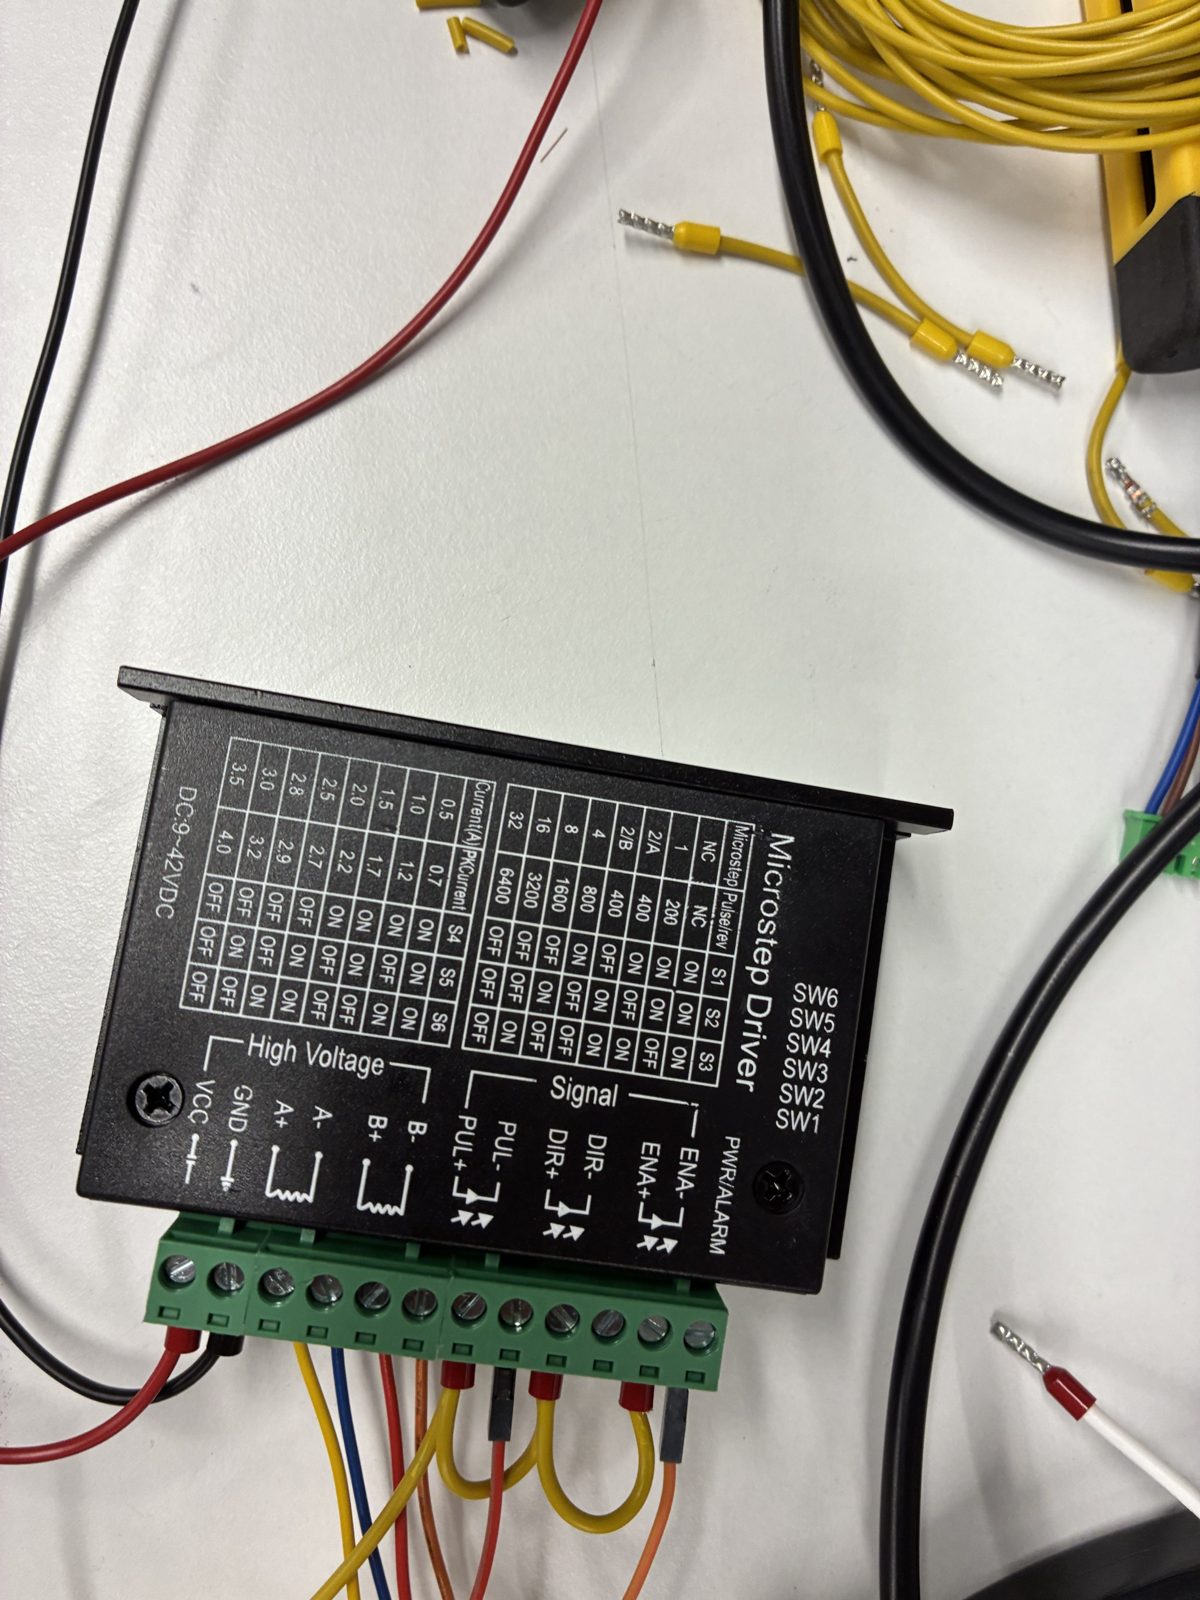 Microstep Driver
Microstep Pulse/rev S1 S2 S3
NC NC ON ON ON
1 200 ON ON OFF
2/A 400 ON OFF ON
2/B 400 OFF ON ON
4 800 ON OFF OFF
8 1600 OFF ON OFF
16 3200 OFF OFF ON
32 6400 OFF OFF OFF
Current(A) PKCurrent S4 S5 S6
0.5 0.7 ON ON ON
1.0 1.2 ON OFF ON
1.5 1.7 ON ON OFF
2.0 2.2 ON OFF OFF
2.5 2.7 OFF ON ON
2.8 2.9 OFF OFF ON
3.0 3.2 OFF ON OFF
3.5 4.0 OFF OFF OFF
DC:9~42VDC
SW6
SW5
SW4
SW3
SW2
SW1
PWR/ALARM
Signal
ENA-
ENA+
DIR-
DIR+
PUL-
PUL+
High Voltage
B-
B+
A-
A+
GND
VCC